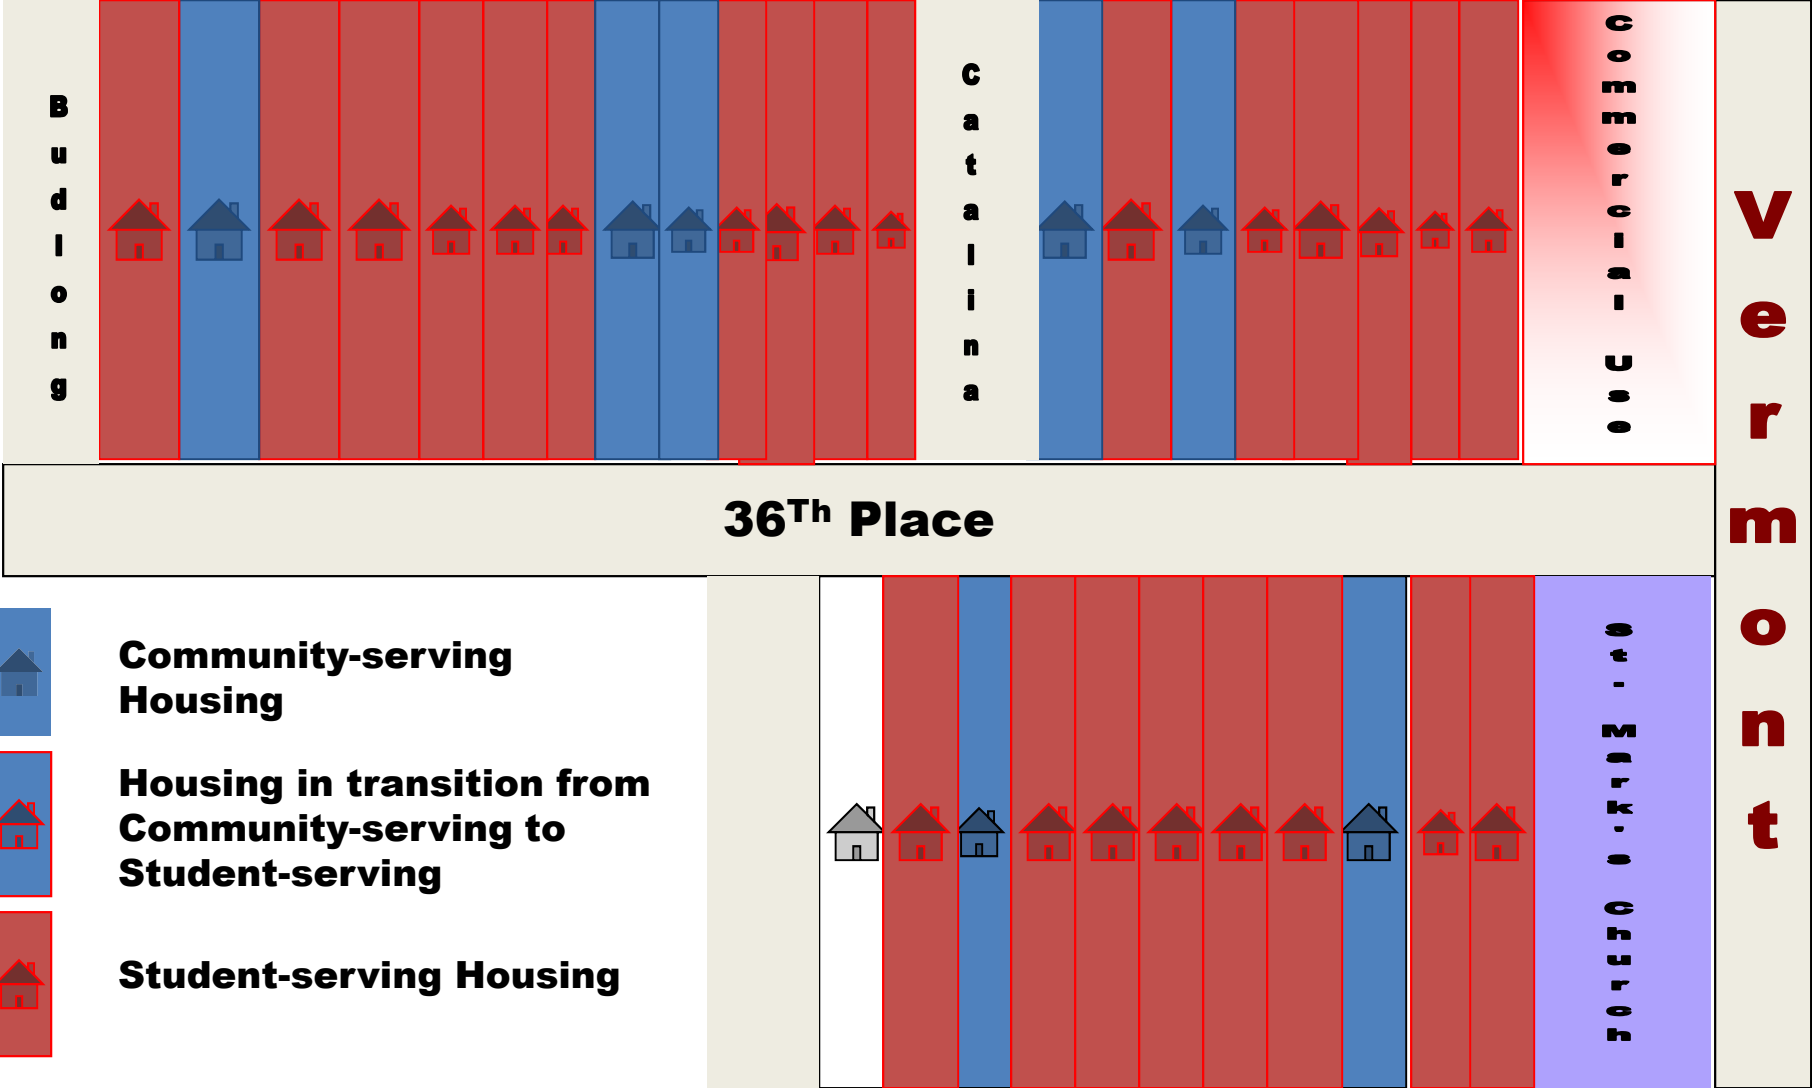 Budlong
Catalina
Commercial Use
Vermont
36Th Place
Community-serving
Housing
Housing in transition from
Community-serving to
Student-serving
Student-serving Housing
St. Mark's Church